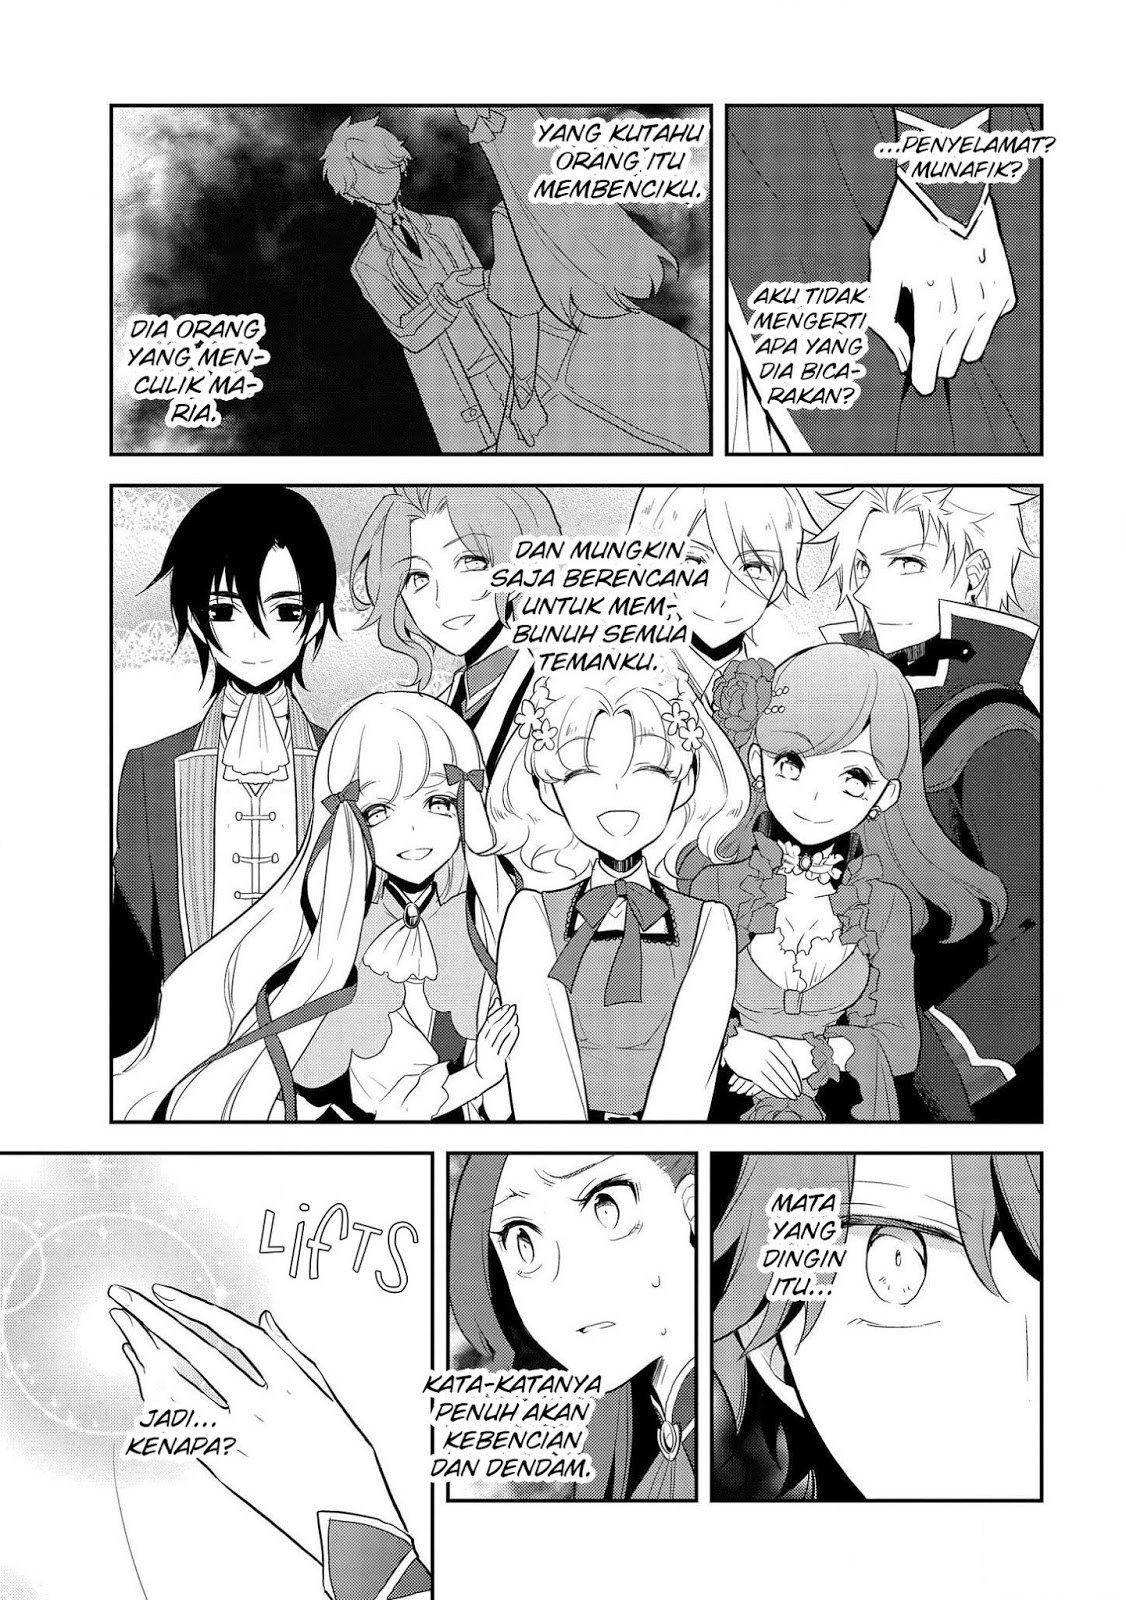 ...PENYELAMAT?
MUNAFIK?
AKU TIDAK
MENGERTI
APA YANG
DIA BICA-
RAKAN?
YANG KUTAHU
ORANG ITU
MEMBENCIKU.
DIA ORANG
YANG MEN-
CULIK MA-
RIA.
DAN MUNGKIN
SAJA BERENCANA
UNTUK MEM-
BUNUH SEMUA
TEMANKU.
MATA
YANG
DINGIN
ITU...
KATA-KATANYA
PENUH AKAN
KEBENCIAN
DAN DENDAM.
LIFTS
JADI...
KENAPA?